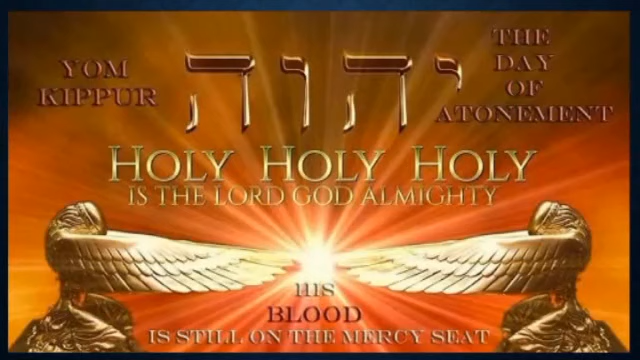 YOM
KIPPUR
יהוה
THE
DAY
OF
ATONEMENT
HOLY HOLY HOLY
IS THE LORD GOD ALMIGHTY
HIS
BLOOD
IS STILL ON THE MERCY SEAT